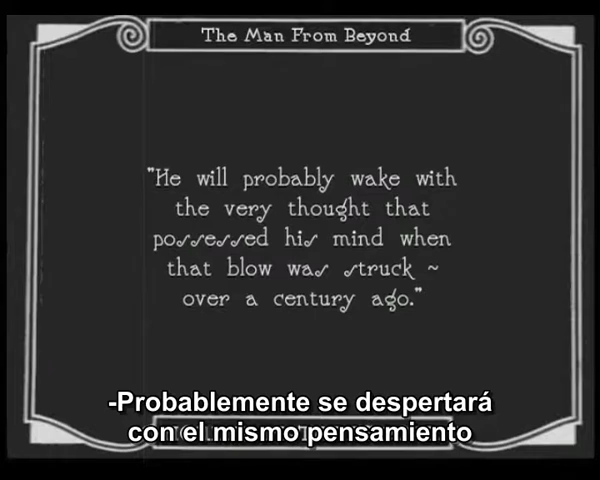 The Man From Beyond
"He will probably wake with
the very thought that
possessed his mind when
that blow was struck ~
over a century ago."
-Probablemente se despertará
con el mismo pensamiento